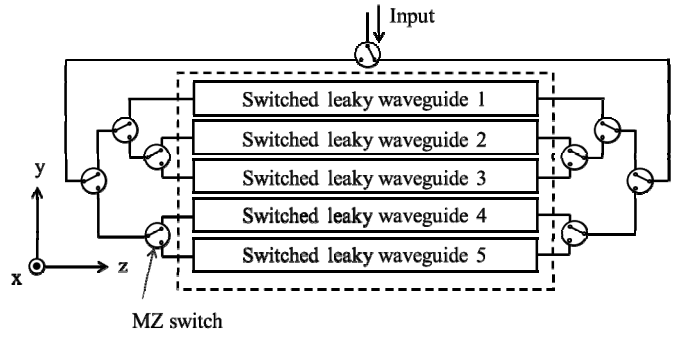 Input
Switched leaky waveguide 1
Switched leaky waveguide 2
Switched leaky waveguide 3
Switched leaky waveguide 4
Switched leaky waveguide 5
y
z
x
MZ switch